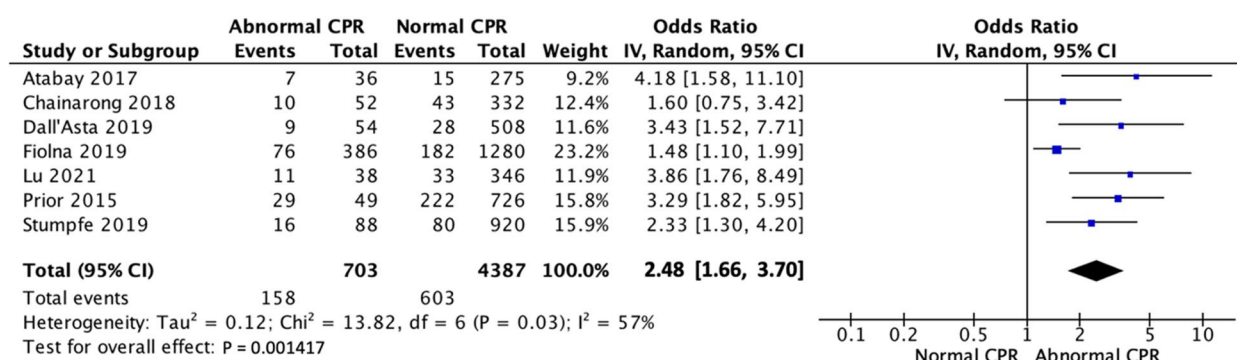 Abnormal CPR Normal CPR Odds Ratio Odds Ratio
Study or Subgroup Events Total Events Total Weight IV, Random, 95% CI IV, Random, 95% CI
Atabay 2017 7 36 15 275 9.2% 4.18 [1.58, 11.10]
Chainarong 2018 10 52 43 332 12.4% 1.60 [0.75, 3.42]
Dall'Asta 2019 9 54 28 508 11.6% 3.43 [1.52, 7.71]
Fiolna 2019 76 386 182 1280 23.2% 1.48 [1.10, 1.99]
Lu 2021 11 38 33 346 11.9% 3.86 [1.76, 8.49]
Prior 2015 29 49 222 726 15.8% 3.29 [1.82, 5.95]
Stumpfe 2019 16 88 80 920 15.9% 2.33 [1.30, 4.20]
Total (95% CI) 703 4387 100.0% 2.48 [1.66, 3.70]
Total events 158 603
Heterogeneity: Tau² = 0.12; Chi² = 13.82, df = 6 (P = 0.03); I² = 57%
Test for overall effect: P = 0.001417
0.1 0.2 0.5 1 2 5 10
Normal CPR Abnormal CPR